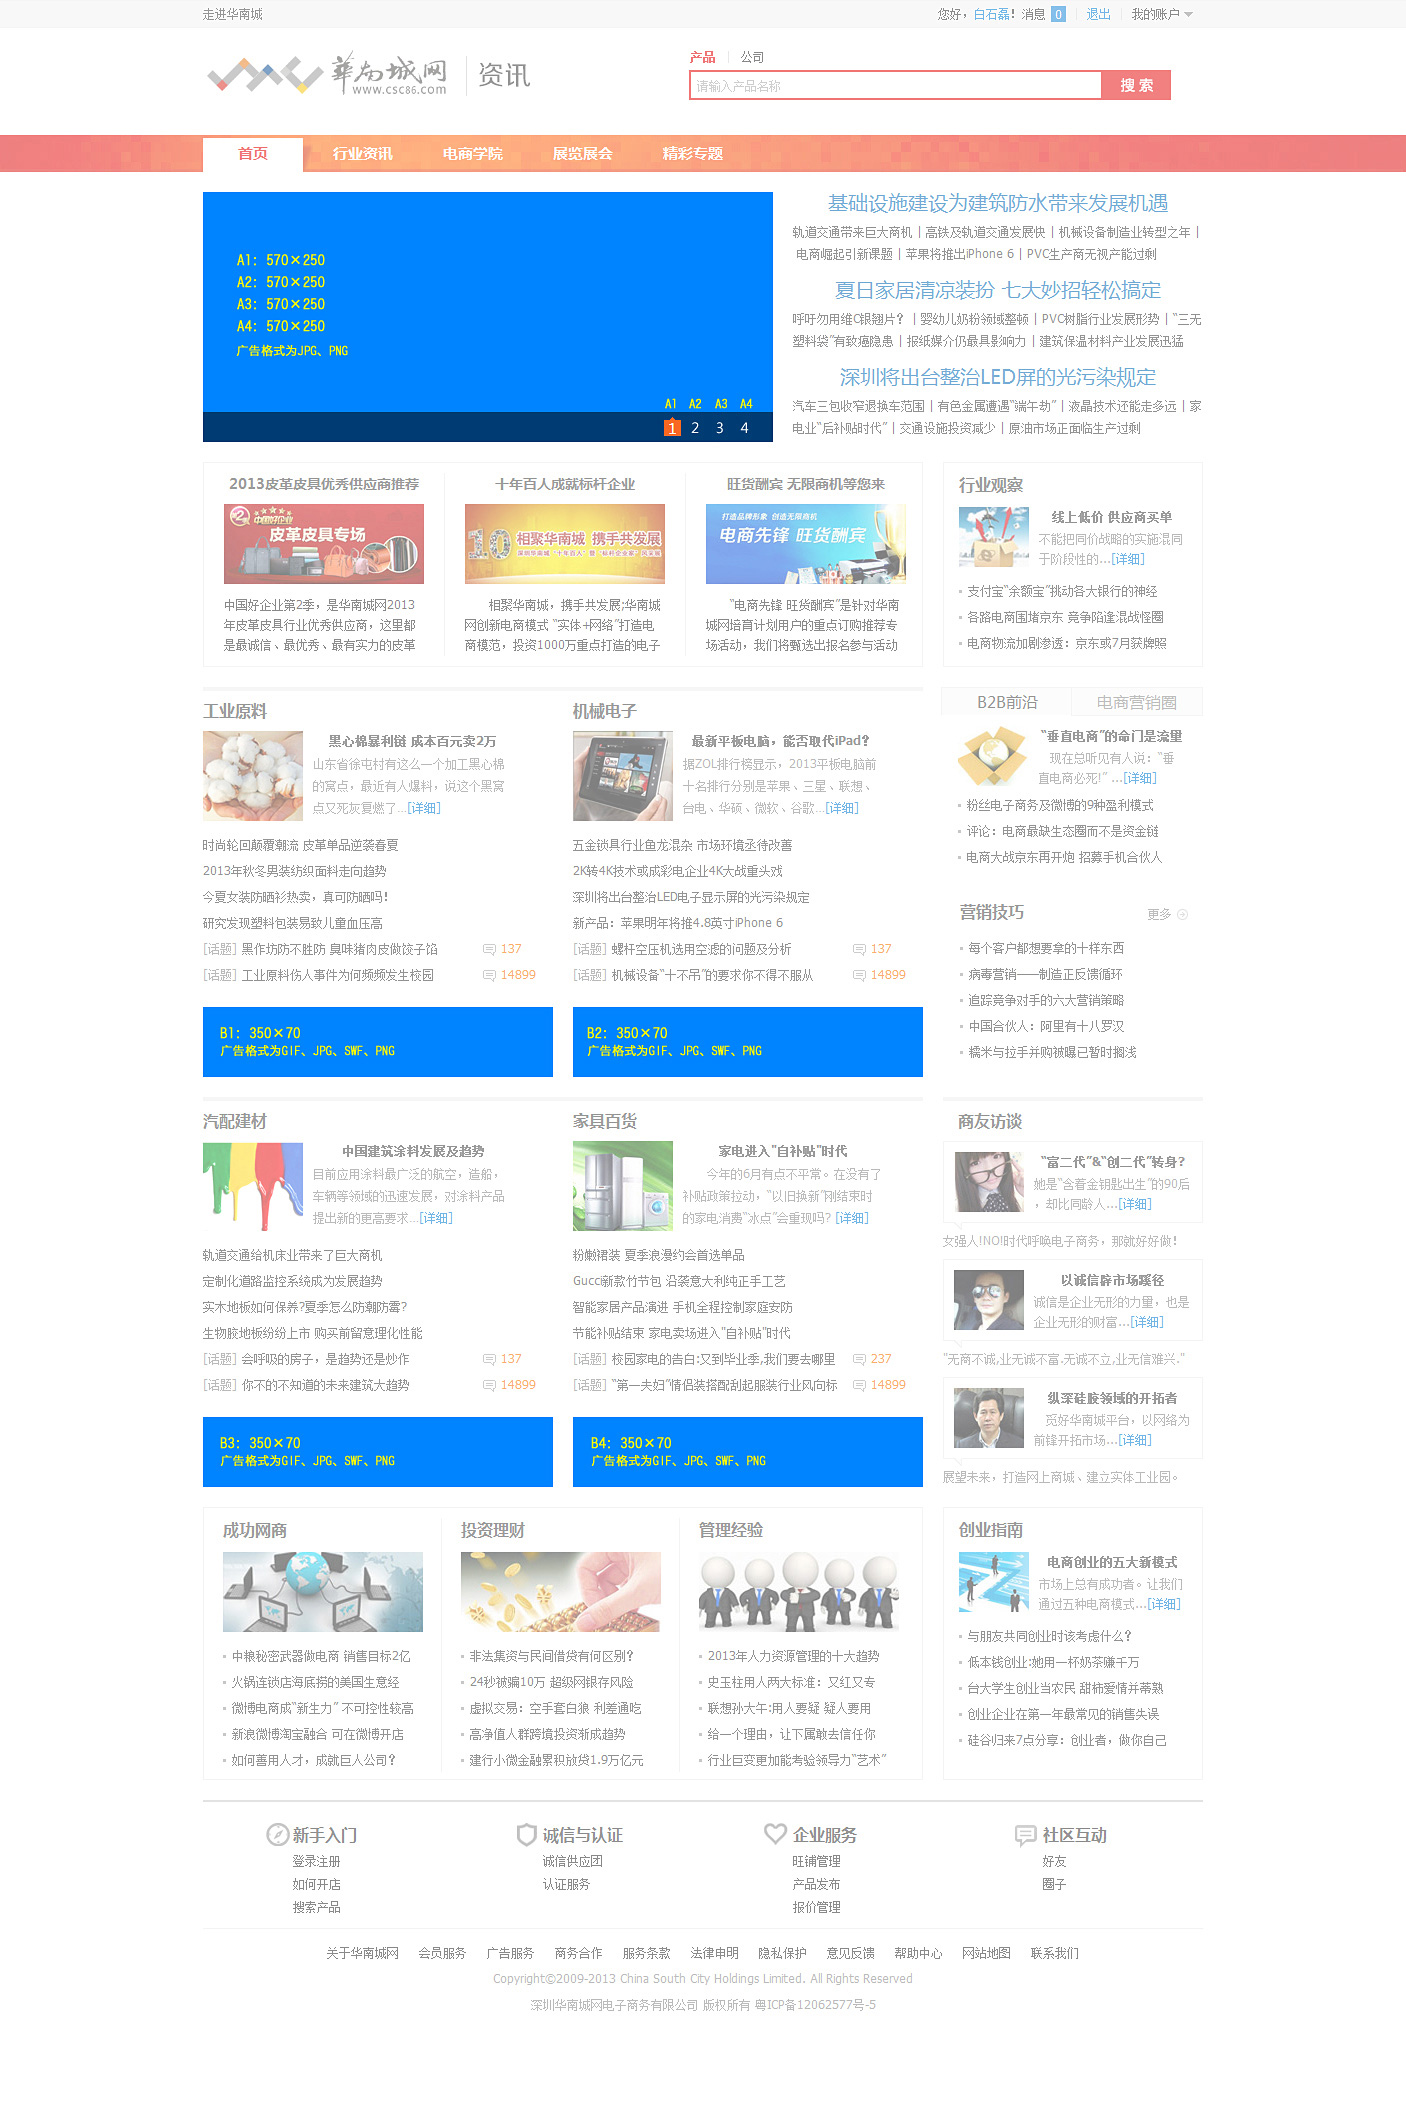 走进华南城
您好，白石磊！消息 0 退出 我的账户
华南城网 www.csc86.com 资讯
产品 公司
请输入产品名称 搜 索
首页 行业资讯 电商学院 展览展会 精彩专题
A1: 570×250
A2: 570×250
A3: 570×250
A4: 570×250
广告格式为JPG、PNG
A1 A2 A3 A4
1 2 3 4
基础设施建设为建筑防水带来发展机遇
轨道交通带来巨大商机 | 高铁及轨道交通发展快 | 机械设备制造业转型之年 |
电商崛起引新课题 | 苹果将推出iPhone 6 | PVC生产商无视产能过剩
夏日家居清凉装扮 七大妙招轻松搞定
呼吁勿用维C银翘片？ | 婴幼儿奶粉领域整顿 | PVC树脂行业发展形势 | “三无
塑料袋”有致癌隐患 | 报纸媒介仍最具影响力 | 建筑保温材料产业发展迅猛
深圳将出台整治LED屏的光污染规定
汽车三包收窄退换车范围 | 有色金属遭遇“端午劫” | 液晶技术还能走多远 | 家
电业“后补贴时代” | 交通设施投资减少 | 原油市场正面临生产过剩
2013皮革皮具优秀供应商推荐
中国好企业
皮革皮具专场
中国好企业第2季，是华南城网2013
年皮革皮具行业优秀供应商，这里都
是最诚信、最优秀、最有实力的皮革
十年百人成就标杆企业
10 相聚华南城 携手共发展
相聚华南城，携手共发展;华南城
网创新电商模式 “实体+网络”打造电
商模范，投资1000万重点打造的电子
旺货酬宾 无限商机等您来
打造品牌形象 创造无限商机
电商先锋 旺货酬宾
“电商先锋 旺货酬宾”是针对华南
城网培育计划用户的重点订购推荐专
场活动，我们将甄选出报名参与活动
行业观察
线上低价 供应商买单
不能把同价战略的实施混同
于阶段性的...[详细]
支付宝“余额宝”挑动各大银行的神经
各路电商围堵京东 竞争陷逢混战怪圈
电商物流加剧渗透：京东或7月获牌照
工业原料
黑心棉暴利链 成本百元卖2万
山东省徐屯村有这么一个加工黑心棉
的窝点，最近有人爆料，说这个黑窝
点又死灰复燃了...[详细]
时尚轮回颠覆潮流 皮革单品逆袭春夏
2013年秋冬男装纺织面料走向趋势
今夏女装防晒衫热卖，真可防晒吗！
研究发现塑料包装易致儿童血压高
[话题] 黑作坊防不胜防 臭味猪肉皮做饺子馅 137
[话题] 工业原料伤人事件为何频频发生校园 14899
机械电子
最新平板电脑，能否取代iPad？
据ZOL排行榜显示，2013平板电脑前
十名排行分别是苹果、三星、联想、
台电、华硕、微软、谷歌...[详细]
五金锁具行业鱼龙混杂 市场环境丞待改善
2K转4K技术或成彩电企业4K大战重头戏
深圳将出台整治LED电子显示屏的光污染规定
新产品：苹果明年将推4.8英寸iPhone 6
[话题] 螺杆空压机选用空滤的问题及分析 137
[话题] 机械设备“十不吊”的要求你不得不服从 14899
B2B前沿 电商营销圈
“垂直电商”的命门是流量
现在总听见有人说：“垂
直电商必死!” ...[详细]
粉丝电子商务及微博的9种盈利模式
评论：电商最缺生态圈而不是资金链
电商大战京东再开炮 招募手机合伙人
营销技巧 更多
每个客户都想要拿的十样东西
病毒营销——制造正反馈循环
追踪竞争对手的六大营销策略
中国合伙人：阿里有十八罗汉
糯米与拉手并购被曝已暂时搁浅
B1: 350×70
广告格式为GIF、JPG、SWF、PNG
B2: 350×70
广告格式为GIF、JPG、SWF、PNG
汽配建材
中国建筑涂料发展及趋势
目前应用涂料最广泛的航空，造船，
车辆等领域的迅速发展，对涂料产品
提出新的更高要求...[详细]
轨道交通给机床业带来了巨大商机
定制化道路监控系统成为发展趋势
实木地板如何保养?夏季怎么防潮防霉?
生物胶地板纷纷上市 购买前留意理化性能
[话题] 会呼吸的房子，是趋势还是炒作 137
[话题] 你不的不知道的未来建筑大趋势 14899
家具百货
家电进入"自补贴"时代
今年的6月有点不平常。在没有了
补贴政策拉动，“以旧换新”刚结束时
的家电消费“冰点”会重现吗? [详细]
粉嫩裙装 夏季浪漫约会首选单品
Gucci新款竹节包 沿袭意大利纯正手工艺
智能家居产品演进 手机全程控制家庭安防
节能补贴结束 家电卖场进入"自补贴"时代
[话题] 校园家电的告白:又到毕业季,我们要去哪里 237
[话题] “第一夫妇”情侣装搭配刮起服装行业风向标 14899
商友访谈
“富二代”&“创二代”转身？
她是“含着金钥匙出生”的90后
，却比同龄人...[详细]
女强人!NO!时代呼唤电子商务，那就好好做！
以诚信辟市场蹊径
诚信是企业无形的力量，也是
企业无形的财富...[详细]
"无商不诚,业无诚不富.无诚不立,业无信难兴."
纵深硅胶领域的开拓者
觅好华南城平台，以网络为
前锋开拓市场...[详细]
展望未来，打造网上商城、建立实体工业园。
B3: 350×70
广告格式为GIF、JPG、SWF、PNG
B4: 350×70
广告格式为GIF、JPG、SWF、PNG
成功网商
中粮秘密武器做电商 销售目标2亿
火锅连锁店海底捞的美国生意经
微博电商成“新生力” 不可控性较高
新浪微博淘宝融合 可在微博开店
如何善用人才，成就巨人公司？
投资理财
非法集资与民间借贷有何区别？
24秒被骗10万 超级网银存风险
虚拟交易：空手套白狼 利差通吃
高净值人群跨境投资渐成趋势
建行小微金融累积放贷1.9万亿元
管理经验
2013年人力资源管理的十大趋势
史玉柱用人两大标准：又红又专
联想孙大午:用人要疑 疑人要用
给一个理由，让下属敢去信任你
行业巨变更加能考验领导力“艺术”
创业指南
电商创业的五大新模式
市场上总有成功者。让我们
通过五种电商模式...[详细]
与朋友共同创业时该考虑什么？
低本钱创业:她用一杯奶茶赚千万
台大学生创业当农民 甜柿爱情并蒂熟
创业企业在第一年最常见的销售失误
硅谷归来7点分享：创业者，做你自己
新手入门
登录注册
如何开店
搜索产品
诚信与认证
诚信供应团
认证服务
企业服务
旺铺管理
产品发布
报价管理
社区互动
好友
圈子
关于华南城网 会员服务 广告服务 商务合作 服务条款 法律申明 隐私保护 意见反馈 帮助中心 网站地图 联系我们
Copyright©2009-2013 China South City Holdings Limited. All Rights Reserved
深圳华南城网电子商务有限公司 版权所有 粤ICP备12062577号-5